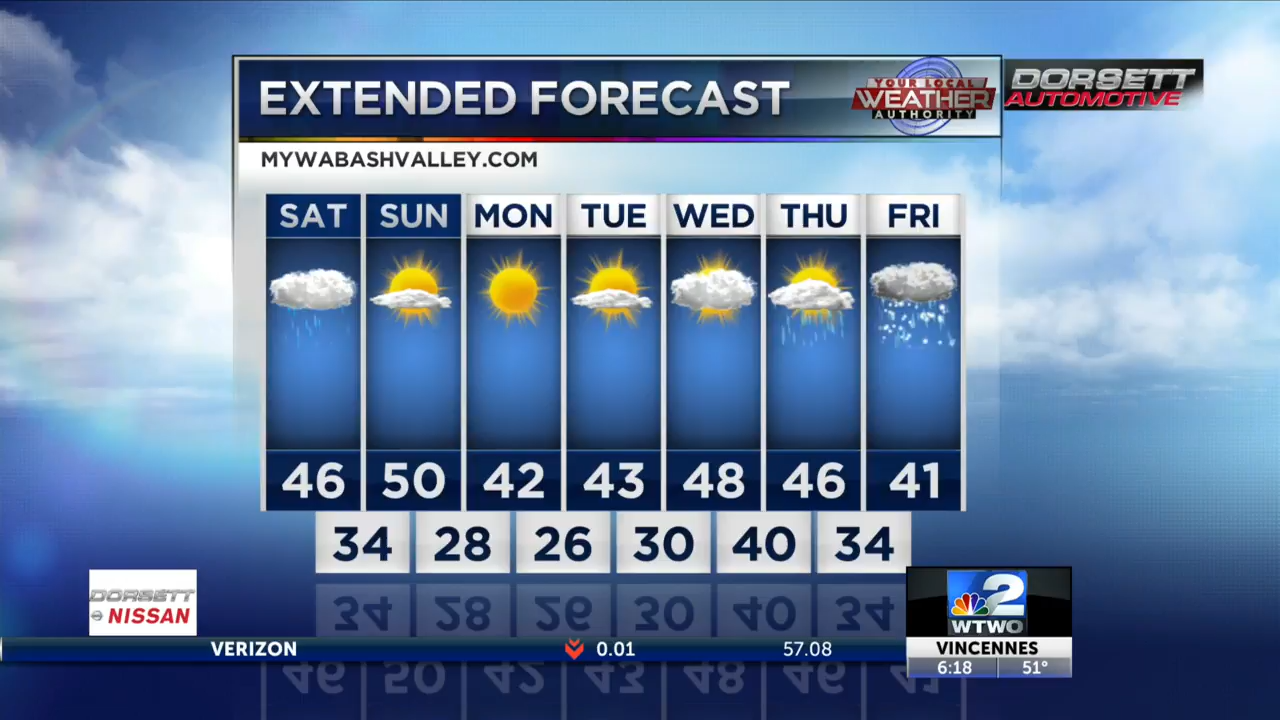 EXTENDED FORECAST
YOUR LOCAL
WEATHER
AUTHORITY
DORSETT
AUTOMOTIVE
MYWABASHVALLEY.COM
SAT SUN MON TUE WED THU FRI
46 50 42 43 48 46 41
34 28 26 30 40 34
DORSETT
NISSAN
2
WTWO
VERIZON 0.01 57.08
VINCENNES
6:18 51°